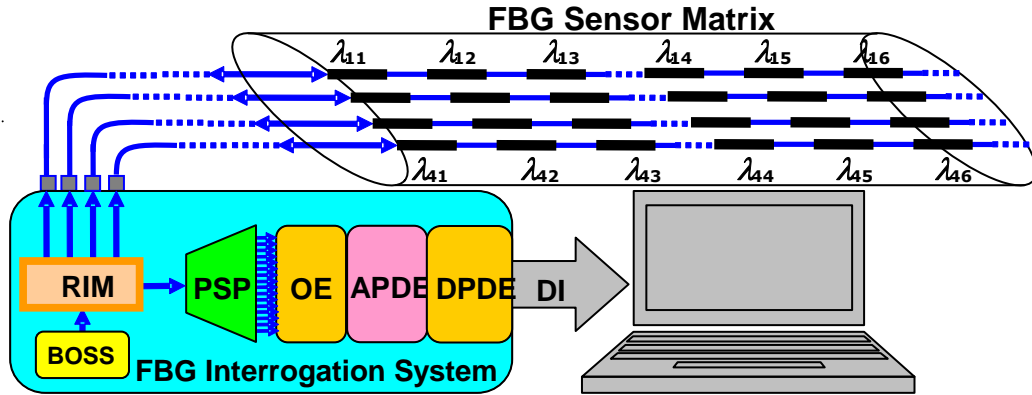 FBG Sensor Matrix
λ11 λ12 λ13 λ14 λ15 λ16
λ41 λ42 λ43 λ44 λ45 λ46
RIM
PSP
OE
APDE
DPDE
DI
BOSS
FBG Interrogation System